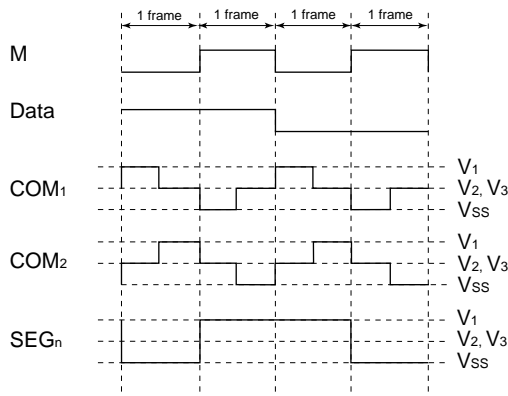 1 frame 1 frame 1 frame 1 frame
M
Data
V1
COM1 V2, V3
VSS
V1
COM2 V2, V3
VSS
V1
SEGn V2, V3
VSS